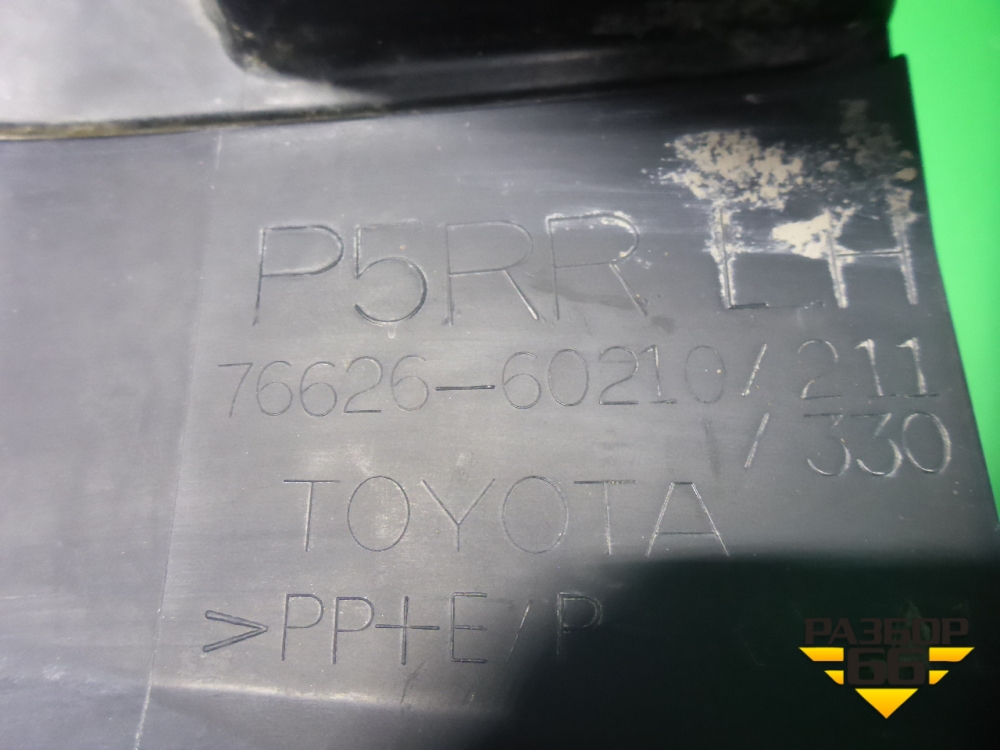 P5RR LH
76626-60210/211
/330
TOYOTA
>PP+E/P
РАЗБОР
66